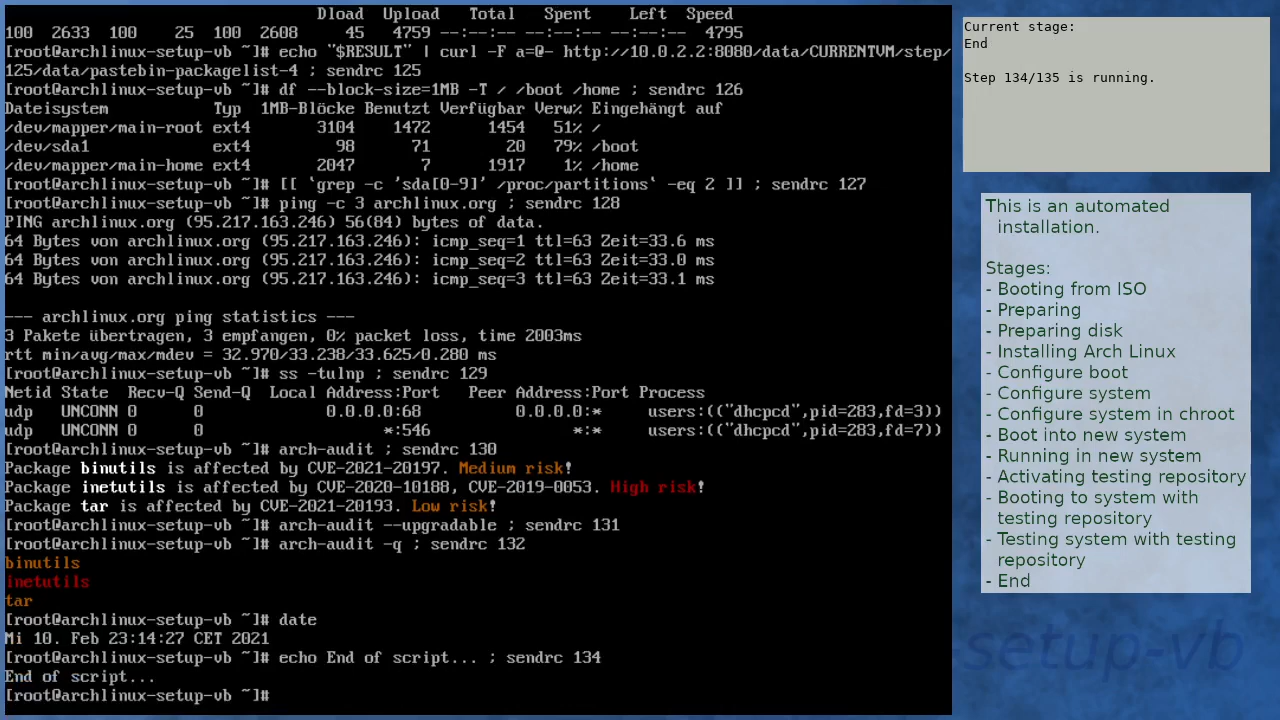 Dload  Upload   Total   Spent    Left  Speed
100  2633  100    25  100  2608     45   4759 --:--:-- --:--:-- --:--:--  4795
[root@archlinux-setup-vb ~]# echo "$RESULT" | curl -F a=@- http://10.0.2.2:8080/data/CURRENTVM/step/
125/data/pastebin-packagelist-4 ; sendrc 125
[root@archlinux-setup-vb ~]# df --block-size=1MB -T / /boot /home ; sendrc 126
Dateisystem           Typ  1MB-Blöcke Benutzt Verfügbar Verw% Eingehängt auf
/dev/mapper/main-root ext4       3104    1472      1454   51% /
/dev/sda1             ext4         98      71        20   79% /boot
/dev/mapper/main-home ext4       2047       7      1917    1% /home
[root@archlinux-setup-vb ~]# [[ `grep -c 'sda[0-9]' /proc/partitions` -eq 2 ]] ; sendrc 127
[root@archlinux-setup-vb ~]# ping -c 3 archlinux.org ; sendrc 128
PING archlinux.org (95.217.163.246) 56(84) bytes of data.
64 Bytes von archlinux.org (95.217.163.246): icmp_seq=1 ttl=63 Zeit=33.6 ms
64 Bytes von archlinux.org (95.217.163.246): icmp_seq=2 ttl=63 Zeit=33.0 ms
64 Bytes von archlinux.org (95.217.163.246): icmp_seq=3 ttl=63 Zeit=33.1 ms
--- archlinux.org ping statistics ---
3 Pakete übertragen, 3 empfangen, 0% packet loss, time 2003ms
rtt min/avg/max/mdev = 32.970/33.238/33.625/0.280 ms
[root@archlinux-setup-vb ~]# ss -tulnp ; sendrc 129
Netid State  Recv-Q Send-Q  Local Address:Port   Peer Address:Port Process
udp   UNCONN 0      0             0.0.0.0:68          0.0.0.0:*     users:(("dhcpcd",pid=283,fd=3))
udp   UNCONN 0      0                  *:546               *:*     users:(("dhcpcd",pid=283,fd=7))
[root@archlinux-setup-vb ~]# arch-audit ; sendrc 130
Package binutils is affected by CVE-2021-20197. Medium risk!
Package inetutils is affected by CVE-2020-10188, CVE-2019-0053. High risk!
Package tar is affected by CVE-2021-20193. Low risk!
[root@archlinux-setup-vb ~]# arch-audit --upgradable ; sendrc 131
[root@archlinux-setup-vb ~]# arch-audit -q ; sendrc 132
binutils
inetutils
tar
[root@archlinux-setup-vb ~]# date
Mi 10. Feb 23:14:27 CET 2021
[root@archlinux-setup-vb ~]# echo End of script... ; sendrc 134
End of script...
[root@archlinux-setup-vb ~]#
Current stage:
End
Step 134/135 is running.
This is an automated
installation.
Stages:
- Booting from ISO
- Preparing
- Preparing disk
- Installing Arch Linux
- Configure boot
- Configure system
- Configure system in chroot
- Boot into new system
- Running in new system
- Activating testing repository
- Booting to system with
testing repository
- Testing system with testing
repository
- End
-setup-vb